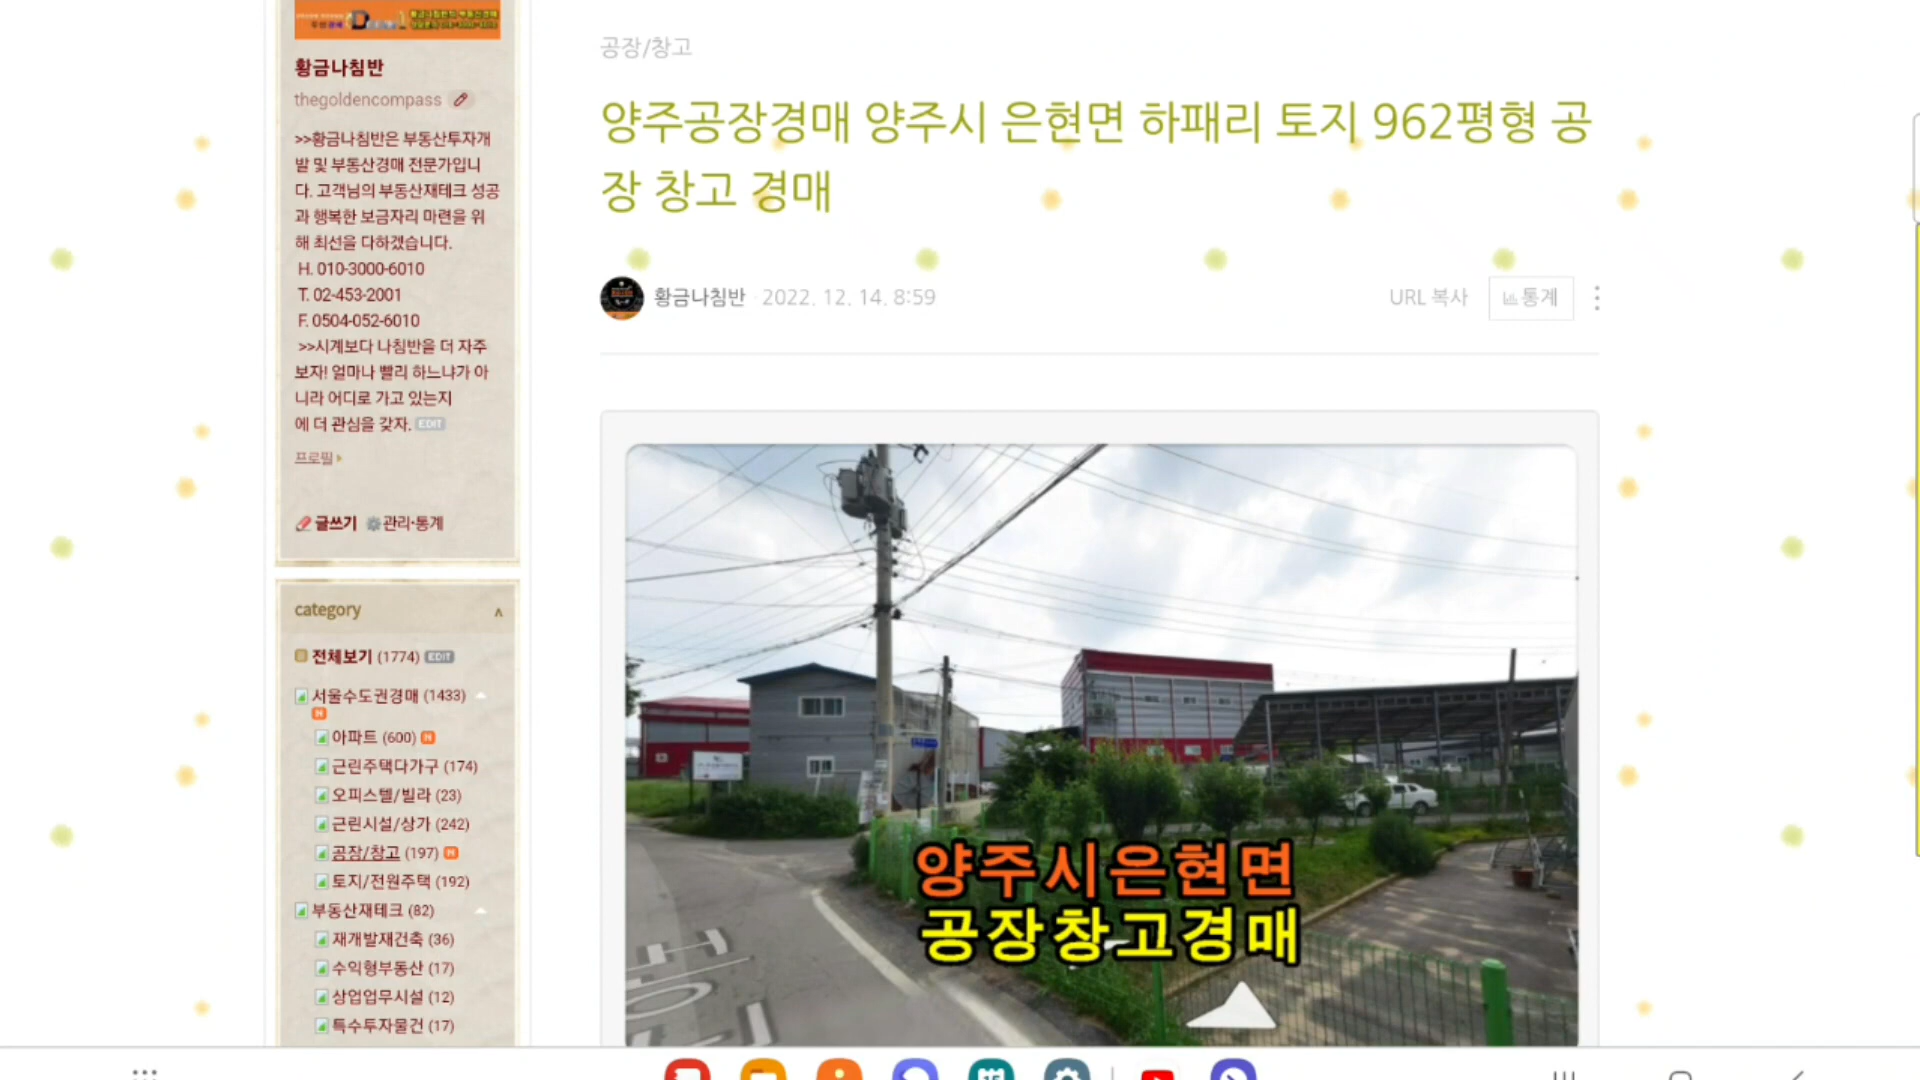 황금나침반
thegoldencompass
>>황금나침반은 부동산투자개
발 및 부동산경매 전문가입니
다. 고객님의 부동산재테크 성공
과 행복한 보금자리 마련을 위
해 최선을 다하겠습니다.
H. 010-3000-6010
T. 02-453-2001
F. 0504-052-6010
>>시계보다 나침반을 더 자주
보자! 얼마나 빨리 하느냐가 아
니라 어디로 가고 있는지
에 더 관심을 갖자. EDIT
프로필
글쓰기 관리·통계
category
전체보기 (1774) EDIT
서울수도권경매 (1433)
N
아파트 (600) N
근린주택다가구 (174)
오피스텔/빌라 (23)
근린시설/상가 (242)
공장/창고 (197) N
토지/전원주택 (192)
부동산재테크 (82)
재개발재건축 (36)
수익형부동산 (17)
상업업무시설 (12)
특수투자물건 (17)
공장/창고
양주공장경매 양주시 은현면 하패리 토지 962평형 공
장 창고 경매
황금나침반 · 2022. 12. 14. 8:59
URL 복사 통계
양주시은현면
공장창고경매